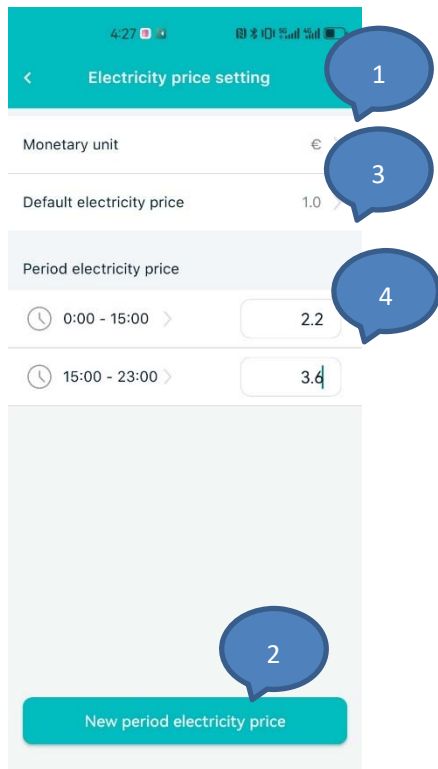 4:27
< Electricity price setting
1
Monetary unit €
3
Default electricity price 1.0 >
Period electricity price
4
0:00 - 15:00 > 2.2
15:00 - 23:00 > 3.6
2
New period electricity price